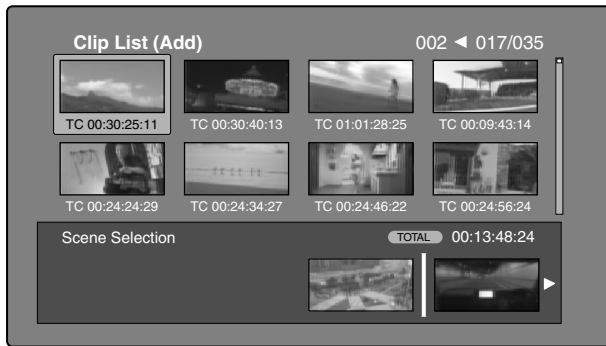 Clip List (Add) 002 ◄ 017/035
TC 00:30:25:11 TC 00:30:40:13 TC 01:01:28:25 TC 00:09:43:14
TC 00:24:24:29 TC 00:24:34:27 TC 00:24:46:22 TC 00:24:56:24
Scene Selection TOTAL 00:13:48:24